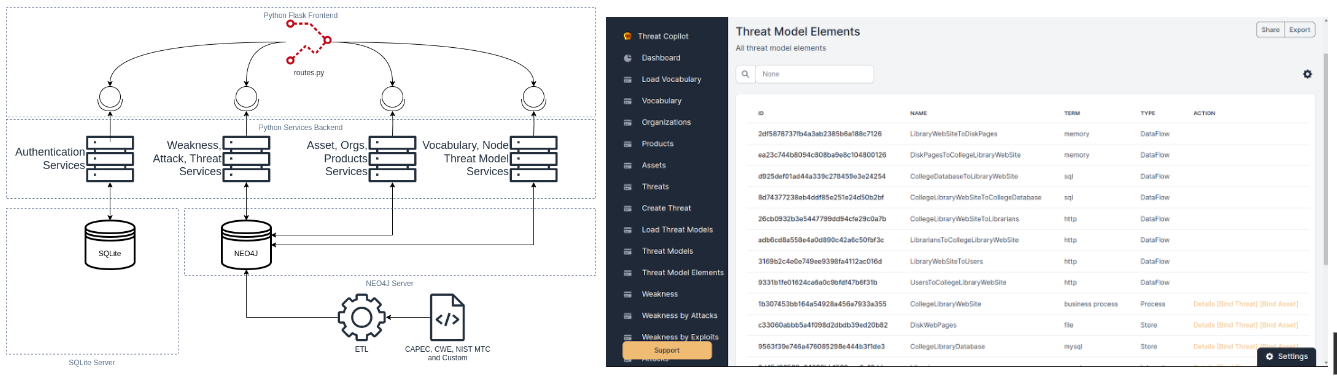 Python Flask Frontend
routes.py
Python Services Backend
Authentication
Services
Weakness,
Attack, Threat
Services
Asset, Orgs,
Products
Services
Vocabulary, Node
Threat Model
Services
SQLite
NEO4J
NEO4J Server
ETL
CAPEC, CWE, NIST MTC
and Custom
SQLite Server
Threat Copilot
Dashboard
Load Vocabulary
Vocabulary
Organizations
Products
Assets
Threats
Create Threat
Load Threat Models
Threat Models
Threat Model Elements
Weakness
Weakness by Attacks
Weakness by Exploits
Support
Threat Model Elements
All threat model elements
Share Export
None
ID NAME TERM TYPE ACTION
2df5878737fb4a3ab2385b6a188c7126 LibraryWebSiteToDiskPages memory DataFlow
ea23c744b8094c808ba9e8c104800126 DiskPagesToCollegeLibraryWebSite memory DataFlow
d925def01ad44a339c278459e3e24254 CollegeDatabaseToLibraryWebSite sql DataFlow
8d74377238eb4ddf85e251e24d50b2bf CollegeLibraryWebSiteToCollegeDatabase sql DataFlow
26cb0932b3e5447799dd94cfe29c0a7b CollegeLibraryWebSiteToLibrarians http DataFlow
adb6cd8a558e4a0d890c42a6c50fbf3c LibrariansToCollegeLibraryWebSite http DataFlow
3169b2c4e0e749ee9398fa4112ac016d LibraryWebSiteToUsers http DataFlow
9331b1fe01624ca6a0c9bfdf47b6f31b UsersToCollegeLibraryWebSite http DataFlow
1b307453bb164a54928a456a7933a355 CollegeLibraryWebSite business process Process Details [Bind Threat] [Bind Asset]
c33060abbb5a4f098d2dbdb39ed20b82 DiskWebPages file Store Details [Bind Threat] [Bind Asset]
9563f39e746a476085298e444b3f1de3 CollegeLibraryDatabase mysql Store Details [Bind Threat] [Bind Asset]
Settings